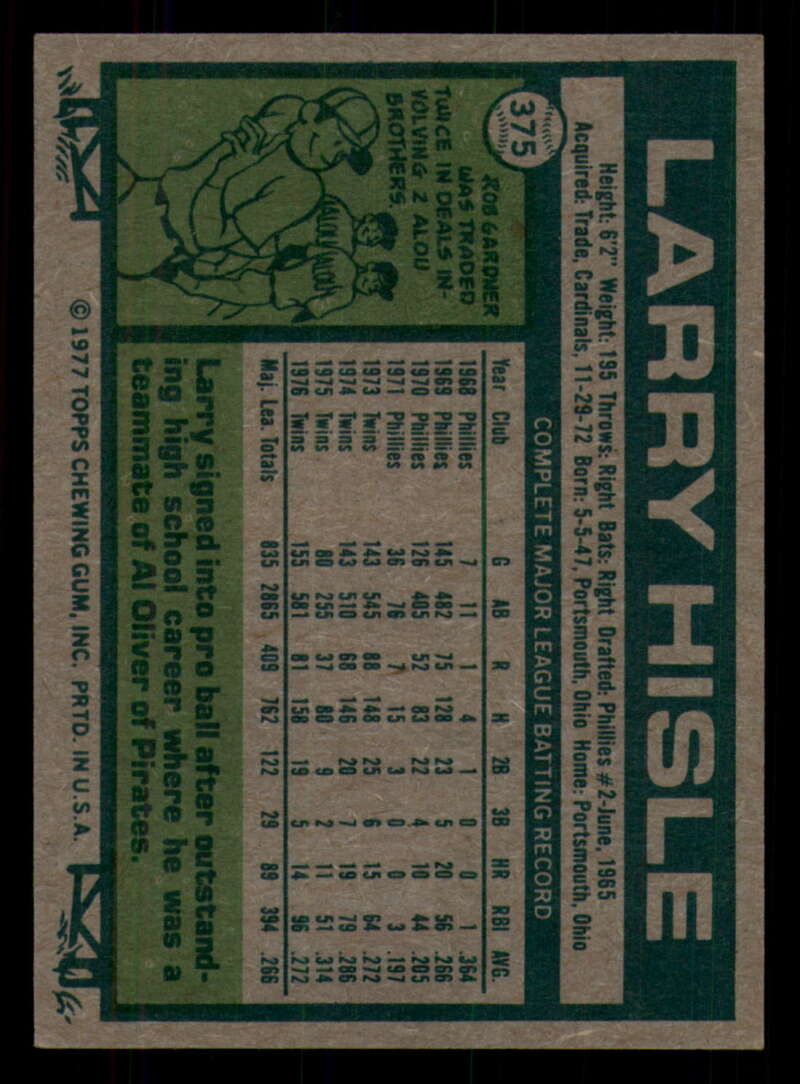 LARRY HISLE
Height: 6'2" Weight: 195 Throws: Right Bats: Right Drafted: Phillies #2-June, 1965
Acquired: Trade, Cardinals, 11-29-72 Born: 5-5-47, Portsmouth, Ohio Home: Portsmouth, Ohio
375
ROB GARDNER
WAS TRADED
TWICE IN DEALS IN-
VOLVING 2 ALOU
BROTHERS.
ALOU ALOU
COMPLETE MAJOR LEAGUE BATTING RECORD
Year Club G AB R H 2B 3B HR RBI AVG.
1968 Phillies 7 11 1 4 1 0 0 1 .364
1969 Phillies 145 482 75 128 23 5 20 56 .266
1970 Phillies 126 405 52 83 22 4 10 44 .205
1971 Phillies 36 76 7 15 3 0 0 3 .197
1973 Twins 143 545 88 148 25 6 15 64 .272
1974 Twins 143 510 68 146 20 7 19 79 .286
1975 Twins 80 255 37 80 9 2 11 51 .314
1976 Twins 155 581 81 158 19 5 14 96 .272
Maj. Lea. Totals 835 2865 409 762 122 29 89 394 .266
Larry signed into pro ball after outstand-
ing high school career where he was a
teammate of Al Oliver of Pirates.
© 1977 TOPPS CHEWING GUM, INC. PRTD. IN U.S.A.